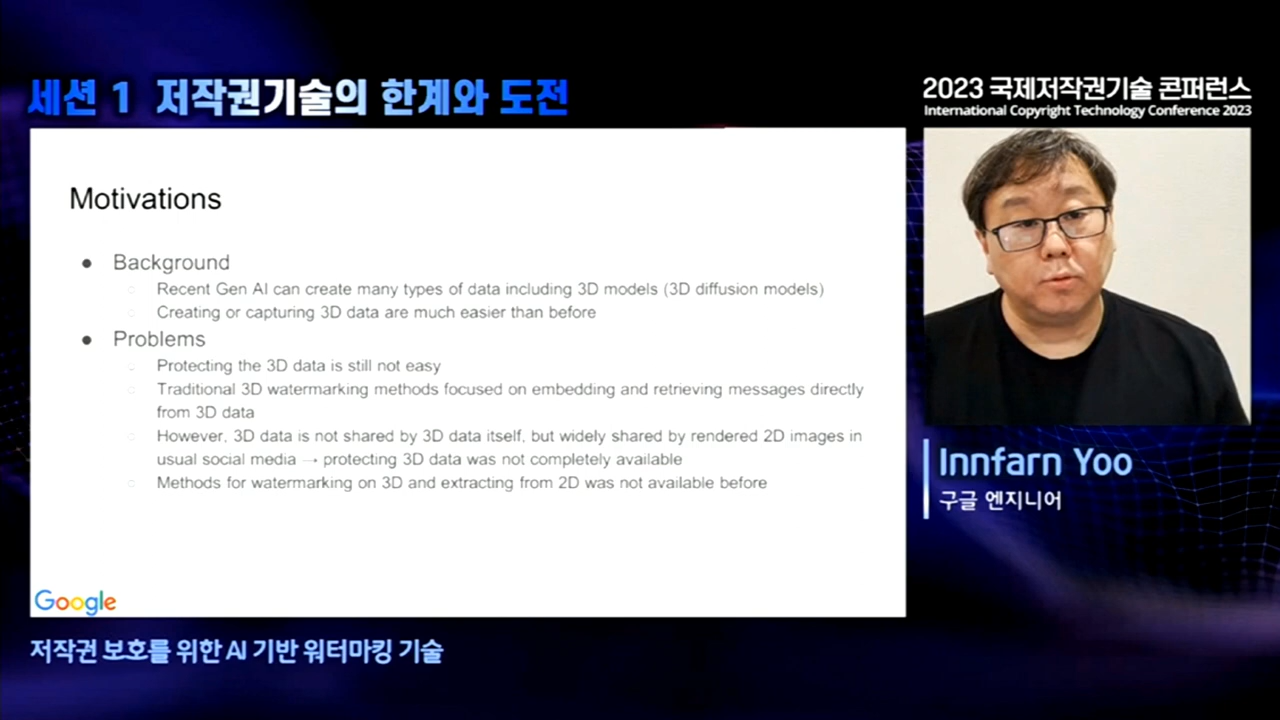 세션 1 저작권기술의 한계와 도전
2023 국제저작권기술 콘퍼런스
International Copyright Technology Conference 2023
Motivations
● Background
○ Recent Gen AI can create many types of data including 3D models (3D diffusion models)
○ Creating or capturing 3D data are much easier than before
● Problems
○ Protecting the 3D data is still not easy
○ Traditional 3D watermarking methods focused on embedding and retrieving messages directly
from 3D data
○ However, 3D data is not shared by 3D data itself, but widely shared by rendered 2D images in
usual social media → protecting 3D data was not completely available
○ Methods for watermarking on 3D and extracting from 2D was not available before
Google
Innfarn Yoo
구글 엔지니어
저작권 보호를 위한 AI 기반 워터마킹 기술